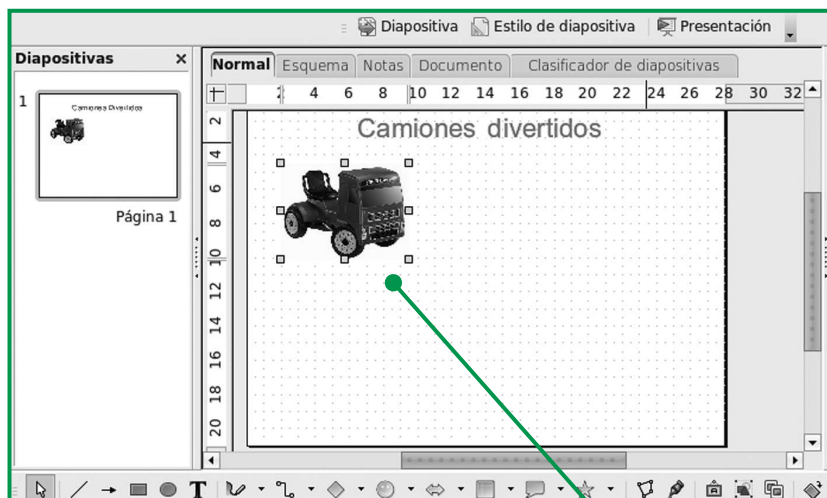 Diapositiva Estilo de diapositiva Presentación
Diapositivas x
Normal Esquema Notas Documento Clasificador de diapositivas
2 4 6 8 10 12 14 16 18 20 22 24 26 28 30 32
1
Camiones Divertidos
Página 1
Camiones divertidos
2
4
6
8
10
12
14
16
18
20
T